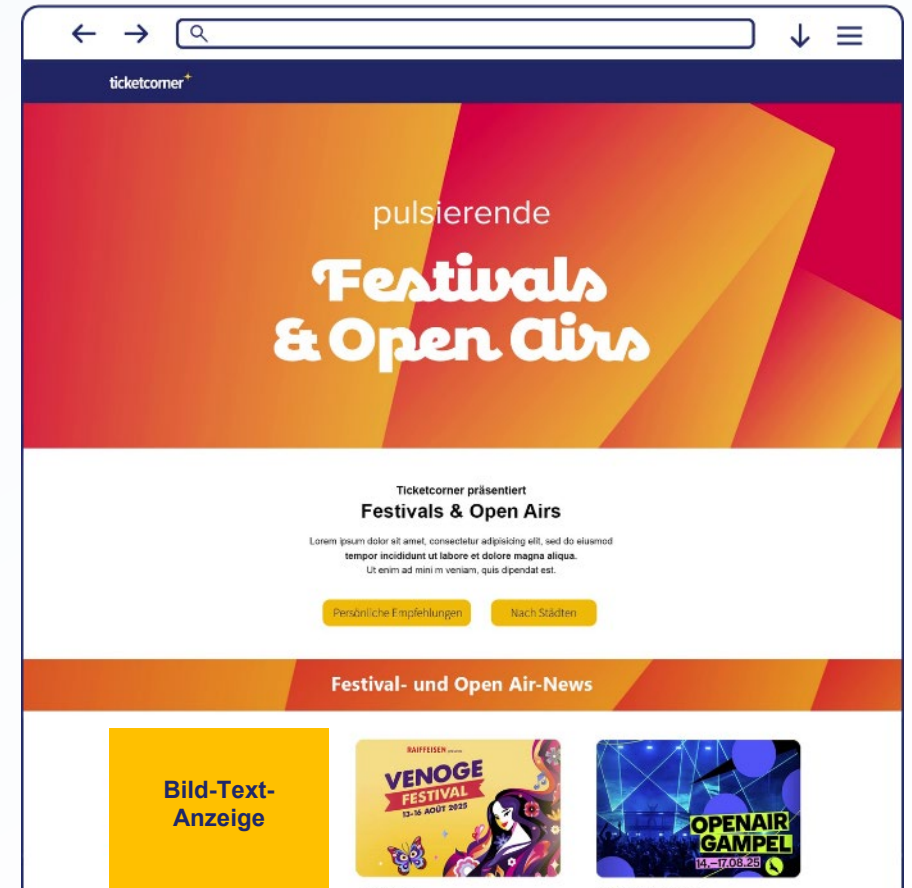 ticketcorner
pulsierende
Festivals
& Open Airs
Ticketcorner präsentiert
Festivals & Open Airs
Lorem ipsum dolor sit amet, consectetur adipisicing elit, sed do eiusmod
tempor incididunt ut labore et dolore magna aliqua.
Ut enim ad mini m veniam, quis dipendat est.
Persönliche Empfehlungen
Nach Städten
Festival- und Open Air-News
Bild-Text-
Anzeige
RAIFFEISEN
VENOGE
FESTIVAL
13-16 AOÛT 2025
OPENAIR
GAMPEL
14.–17.08.25